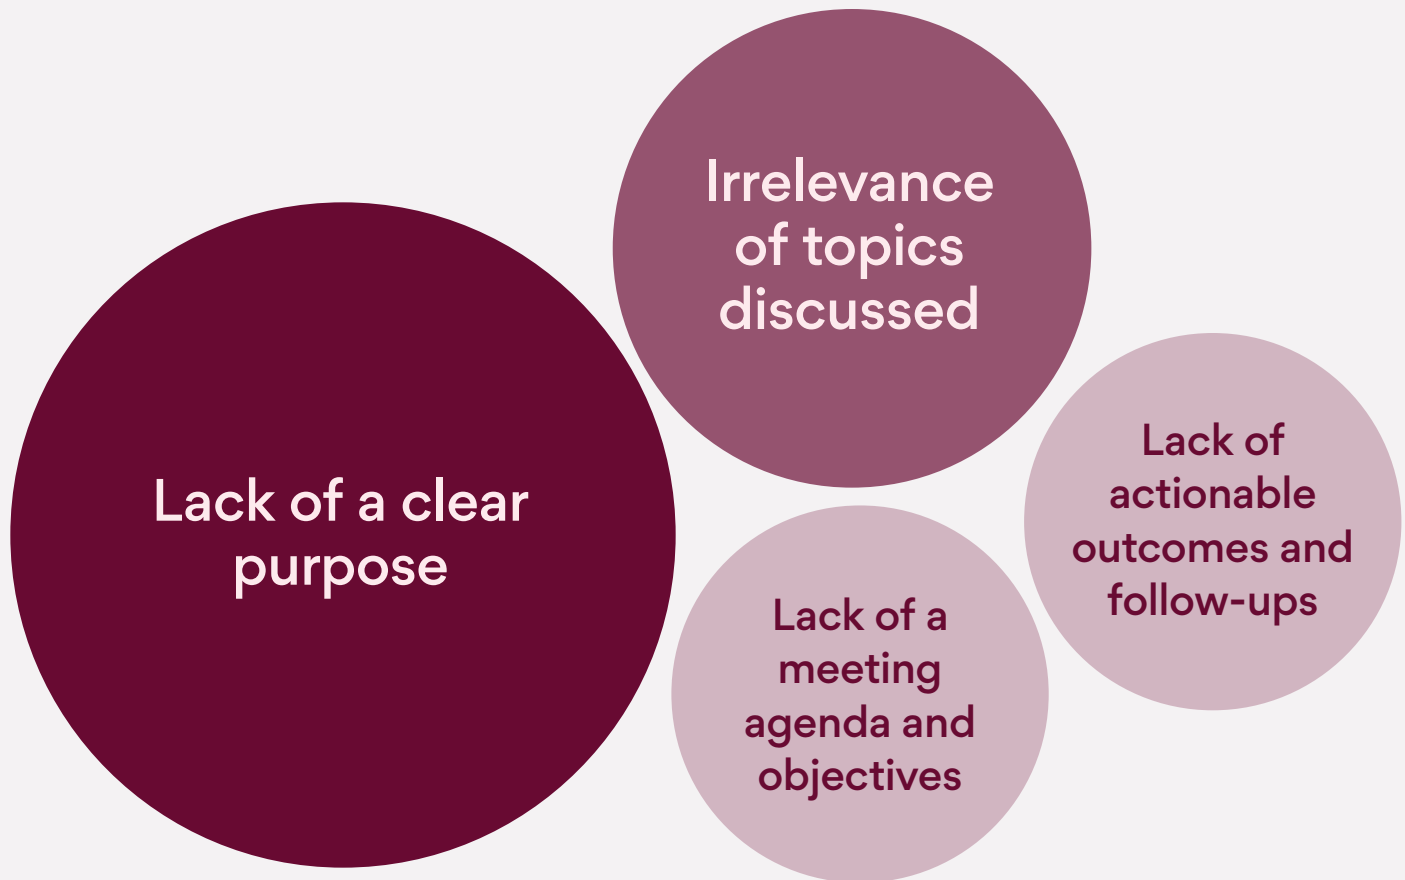 Irrelevance
of topics
discussed
Lack of a clear
purpose
Lack of
actionable
outcomes and
follow-ups
Lack of a
meeting
agenda and
objectives